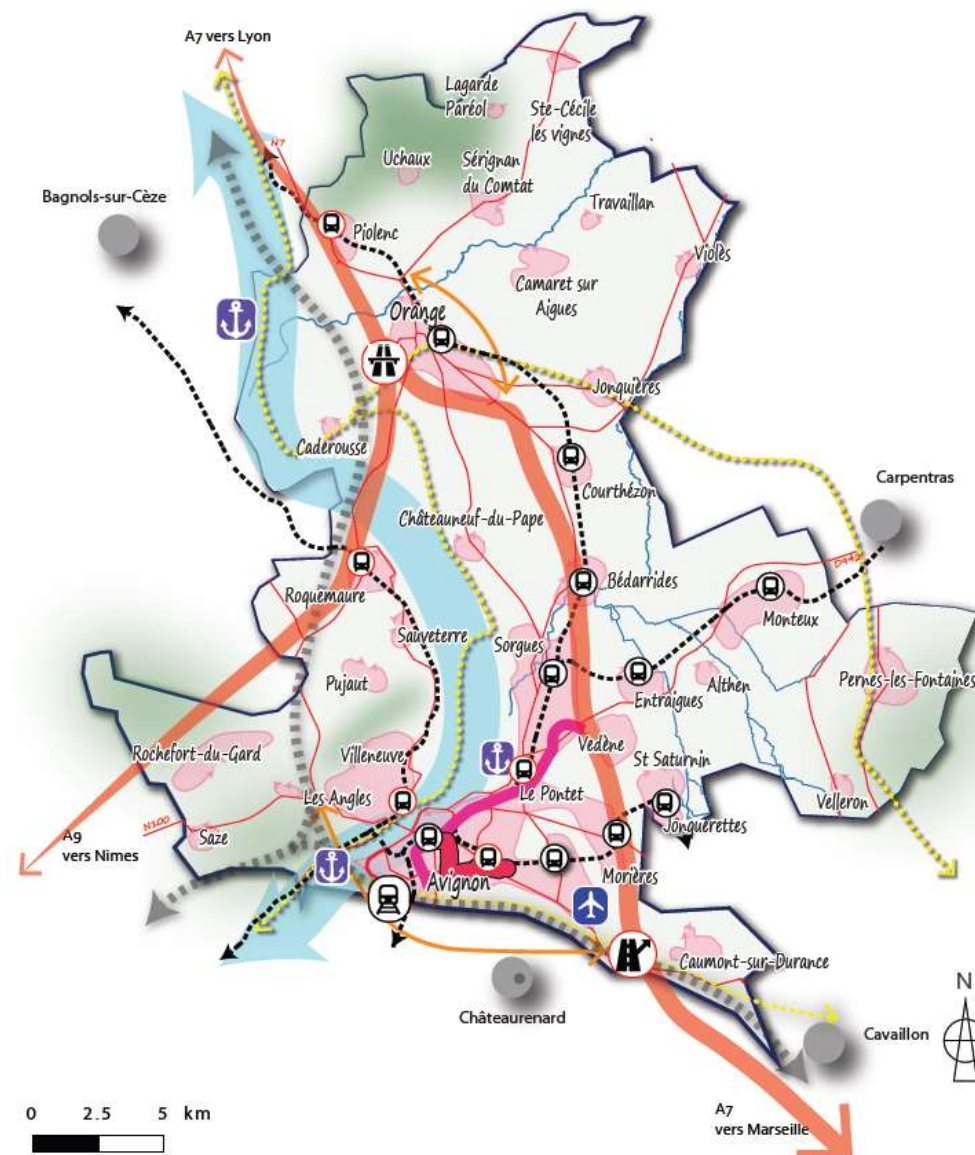 A7 vers Lyon
Lagarde
Paréol
Ste-Cécile
les vignes
N7
Uchaux
Sérignan
du Comtat
Bagnols-sur-Cèze
Travaillan
Piolenc
Violès
Camaret sur
Aigues
Orange
Jonquières
Caderousse
Carpentras
Courthézon
Châteauneuf-du-Pape
D942
Bédarrides
Roquemaure
Monteux
Sauveterre
Sorgues
Pujaut
Entraigues
Althen
Pernes-les-Fontaines
Rochefort-du-Gard
Villeneuve
Vedène
St Saturnin
Les Angles
Le Pontet
Velleron
N100
Saze
Jonquerettes
A9
vers Nimes
Morières
Avignon
Caumont-sur-Durance
N
Châteaurenard
Cavaillon
0 2.5 5 km
A7
vers Marseille